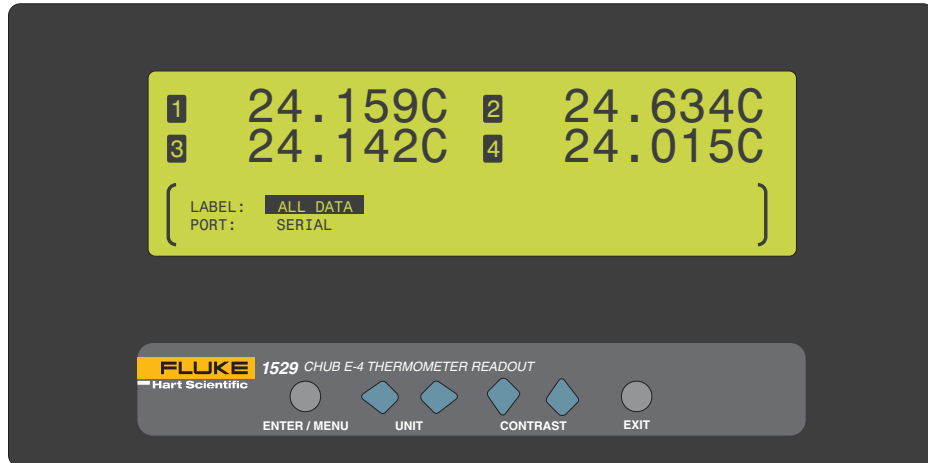 1 24.159C 2 24.634C
3 24.142C 4 24.015C
LABEL: ALL DATA
PORT: SERIAL
FLUKE 1529 CHUB E-4 THERMOMETER READOUT
Hart Scientific
ENTER / MENU UNIT CONTRAST EXIT